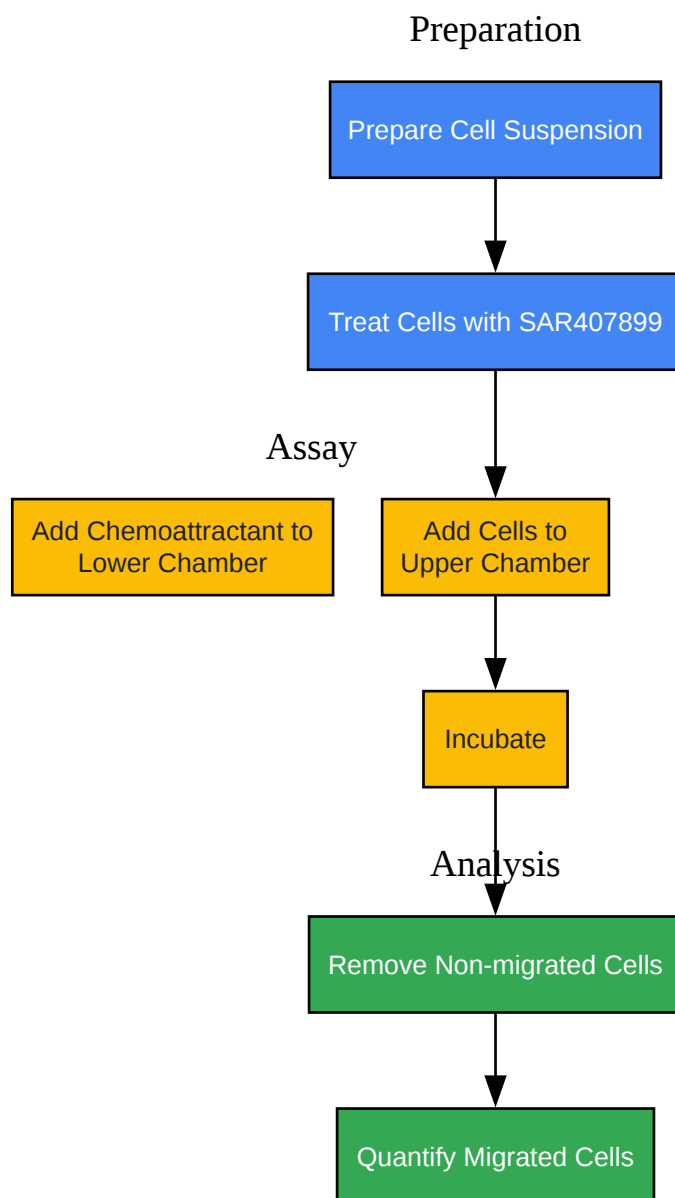 Preparation
Prepare Cell Suspension
Treat Cells with SAR407899
Assay
Add Chemoattractant to
Lower Chamber
Add Cells to
Upper Chamber
Incubate
Analysis
Remove Non-migrated Cells
Quantify Migrated Cells